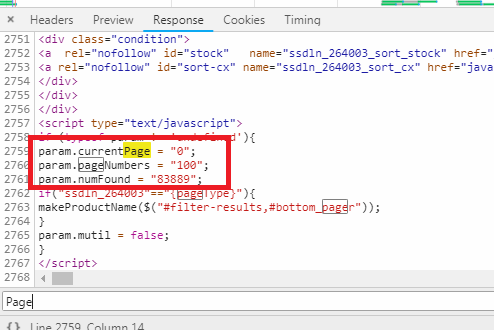 × Headers Preview Response Cookies Timing
2751 <div class="condition">
2752 <a rel="nofollow" id="stock" name="ssdln_264003_sort_stock" href="
2753 <a rel="nofollow" id="sort-cx" name="ssdln_264003_sort_cx" href="jav
2754 </div>
2755 </div>
2756 </div>
2757 <script type="text/javascript">
2758 'undefined'){
2759 param.currentPage = "0";
2760 param.pageNumbers = "100";
2761 param.numFound = "83889";
2762 if("ssdln_264003"=="{pageType}"){
2763 makeProductName($("#filter-results,#bottom_pager"));
2764 }
2765 param.mutil = false;
2766 }
2767 </script>
2768
Page
{} Line 2759, Column 14